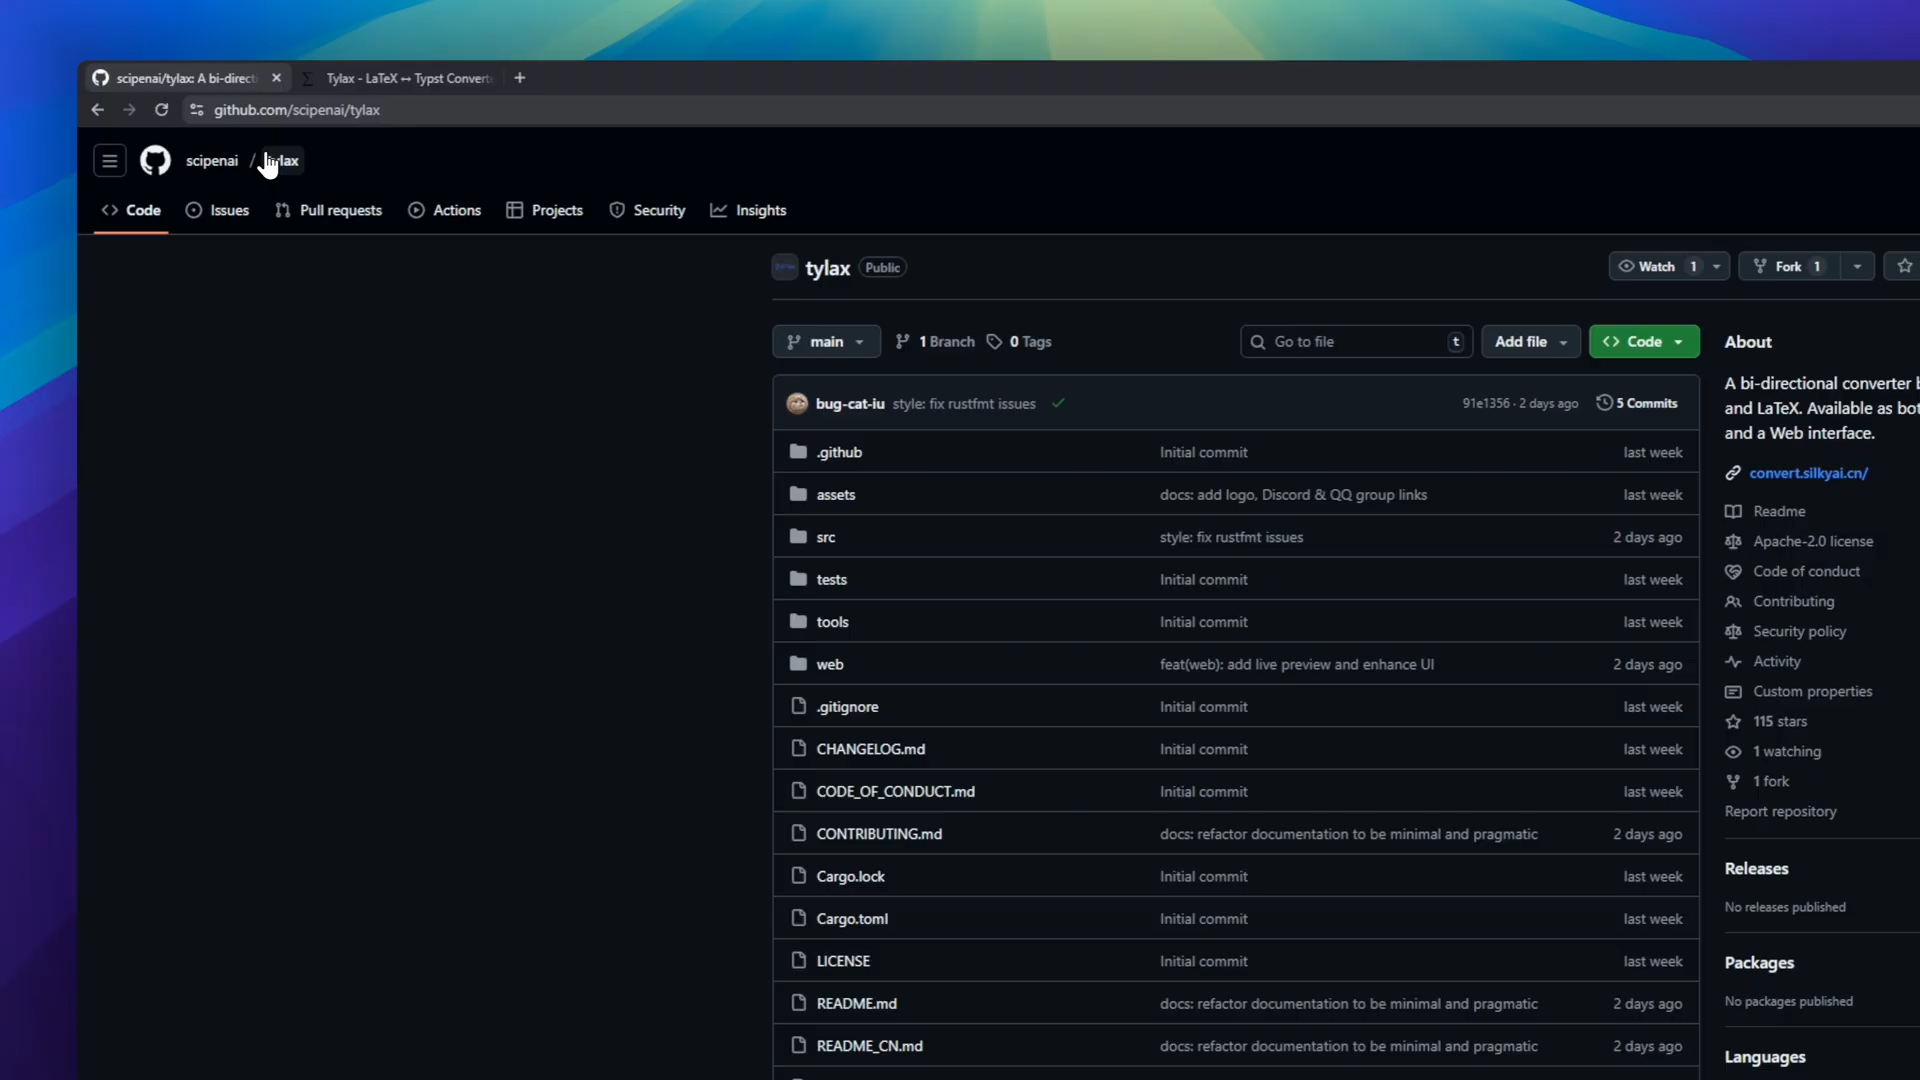 scipenai/tylax: A bi-direct
Tylax - LaTeX ↔ Typst Convert
github.com/scipenai/tylax
scipenai /
Code Issues Pull requests Actions Projects Security Insights
tylax Public
Watch 1 Fork 1
main 1 Branch 0 Tags Go to file t Add file Code
bug-cat-iu style: fix rustfmt issues 91e1356 · 2 days ago 5 Commits
.github Initial commit last week
assets docs: add logo, Discord & QQ group links last week
src style: fix rustfmt issues 2 days ago
tests Initial commit last week
tools Initial commit last week
web feat(web): add live preview and enhance UI 2 days ago
.gitignore Initial commit last week
CHANGELOG.md Initial commit last week
CODE_OF_CONDUCT.md Initial commit last week
CONTRIBUTING.md docs: refactor documentation to be minimal and pragmatic 2 days ago
Cargo.lock Initial commit last week
Cargo.toml Initial commit last week
LICENSE Initial commit last week
README.md docs: refactor documentation to be minimal and pragmatic 2 days ago
README_CN.md docs: refactor documentation to be minimal and pragmatic 2 days ago
About
A bi-directional converter
and LaTeX. Available as bot
and a Web interface.
convert.silkyai.cn/
Readme
Apache-2.0 license
Code of conduct
Contributing
Security policy
Activity
Custom properties
115 stars
1 watching
1 fork
Report repository
Releases
No releases published
Packages
No packages published
Languages